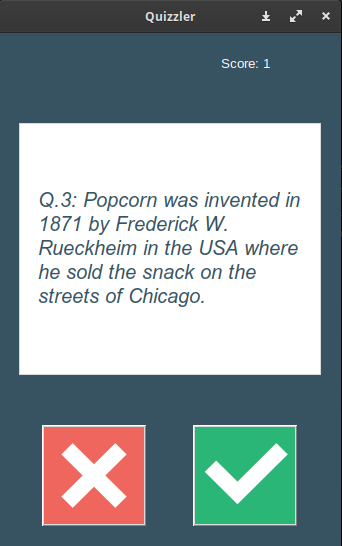 Quizzler
Score: 1
Q.3: Popcorn was invented in
1871 by Frederick W.
Rueckheim in the USA where
he sold the snack on the
streets of Chicago.